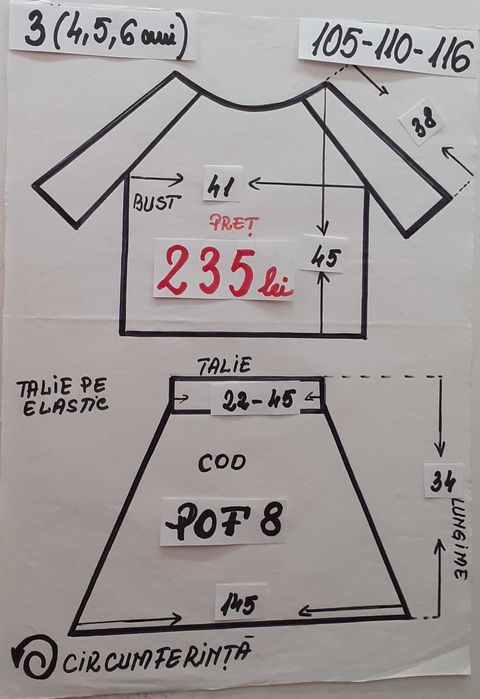 3 (4, 5, 6 ani)
105-110-116
38
BUST
41
PREȚ
235 lei
45
TALIE
TALIE PE
ELASTIC
22-45
COD
POF 8
34
LUNGIME
145
CIRCUMFERINȚĂ